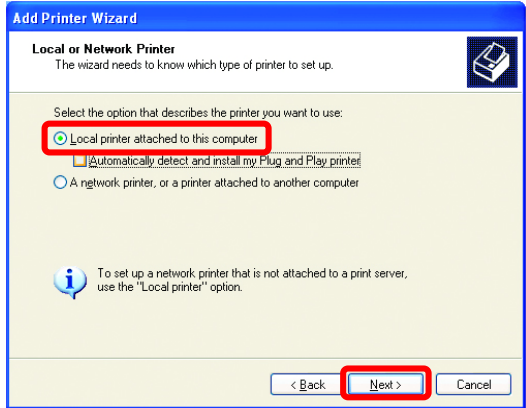 Add Printer Wizard
Local or Network Printer
The wizard needs to know which type of printer to set up.
Select the option that describes the printer you want to use:
Local printer attached to this computer
Automatically detect and install my Plug and Play printer
A network printer, or a printer attached to another computer
To set up a network printer that is not attached to a print server,
use the "Local printer" option.
< Back Next > Cancel